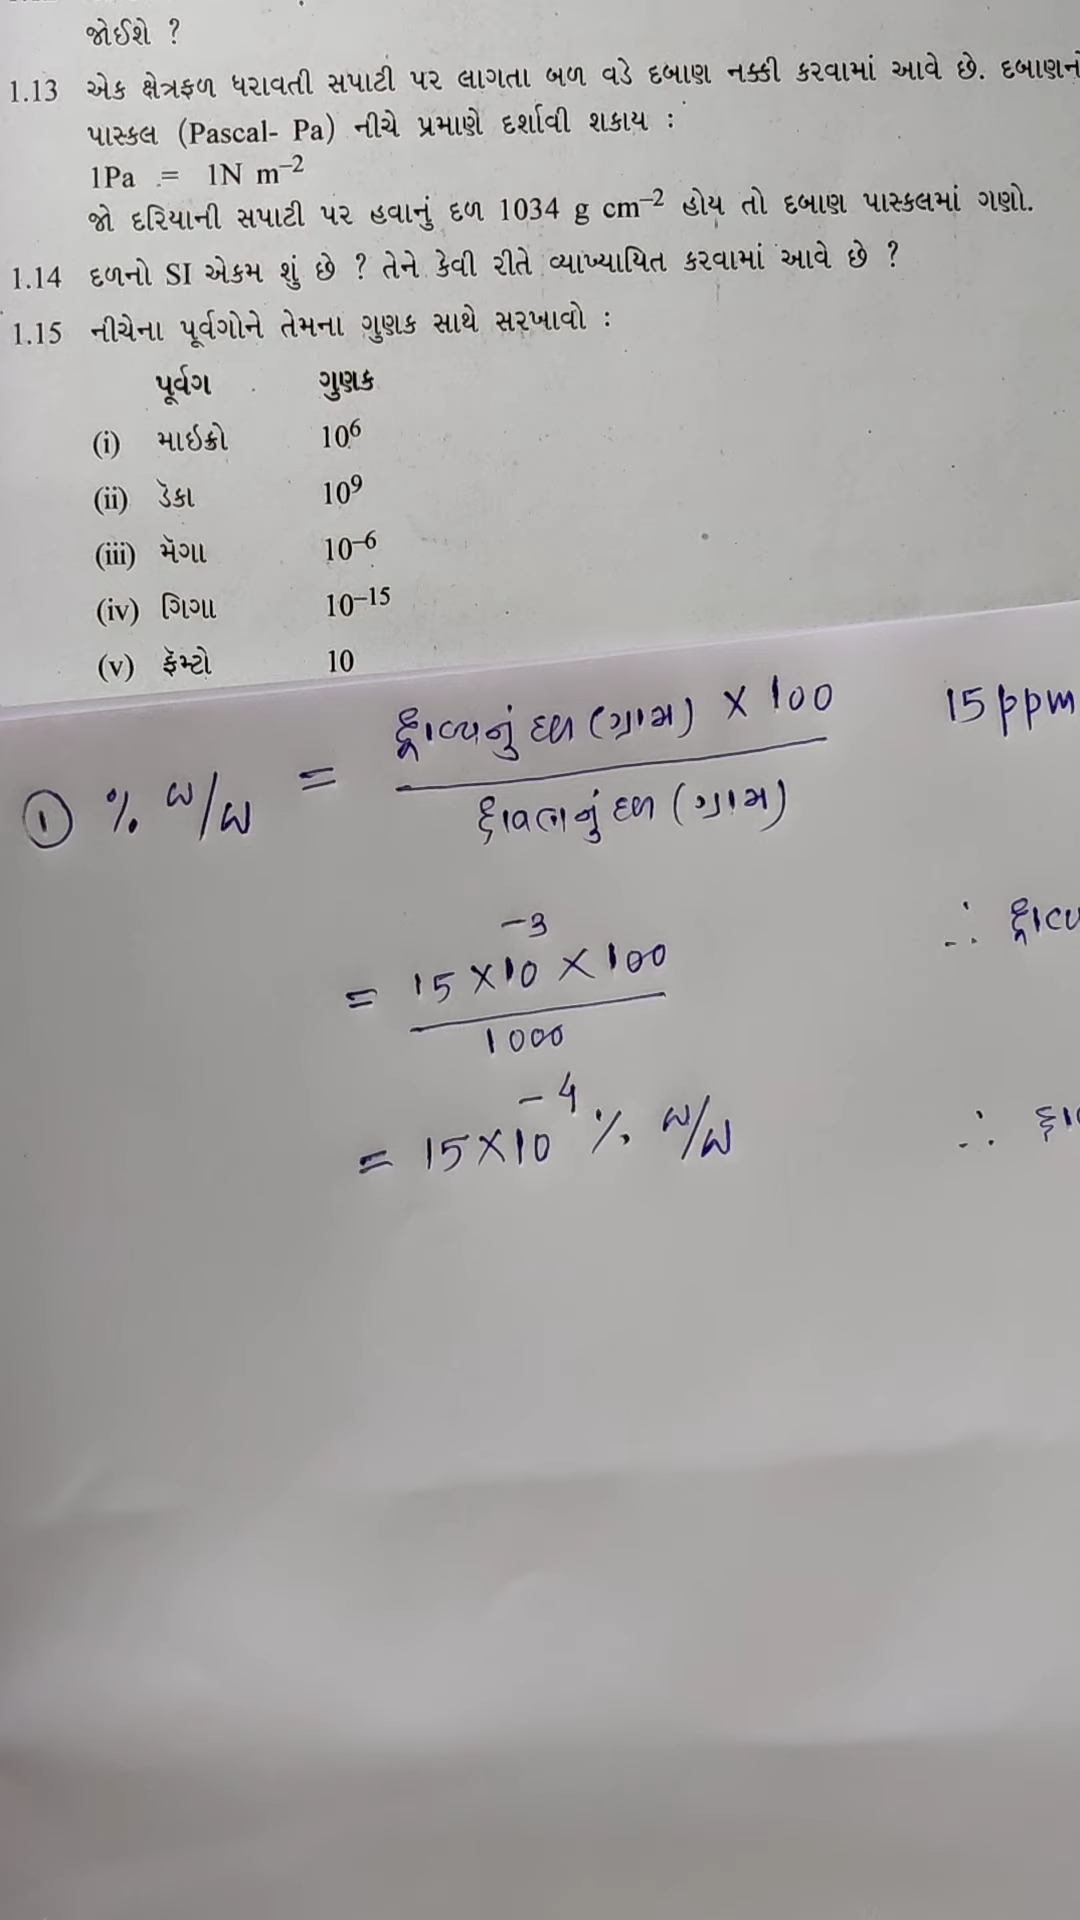 જોઈશે ?
1.13 એક ક્ષેત્રફળ ધરાવતી સપાટી પર લાગતા બળ વડે દબાણ નક્કી કરવામાં આવે છે. દબાણને
પાસ્કલ (Pascal- Pa) નીચે પ્રમાણે દર્શાવી શકાય :
1Pa = 1N m⁻²
જો દરિયાની સપાટી પર હવાનું દળ 1034 g cm⁻² હોય તો દબાણ પાસ્કલમાં ગણો.
1.14 દળનો SI એકમ શું છે ? તેને કેવી રીતે વ્યાખ્યાયિત કરવામાં આવે છે ?
1.15 નીચેના પૂર્વગોને તેમના ગુણક સાથે સરખાવો :
પૂર્વગ ગુણક
(i) માઇક્રો 10⁶
(ii) ડૅકા 10⁹
(iii) મૅગા 10⁻⁶
(iv) ગિગા 10⁻¹⁵
(v) ફૅમ્ટો 10
દ્રાવ્યનું દળ (ગ્રામ) × 100 15 ppm
① % w/w =
દ્રાવણનું દળ (ગ્રામ)
= 15 × 10⁻³ × 100 ∴ દ્રાવ્ય
1000
= 15 × 10⁻⁴ % w/w ∴